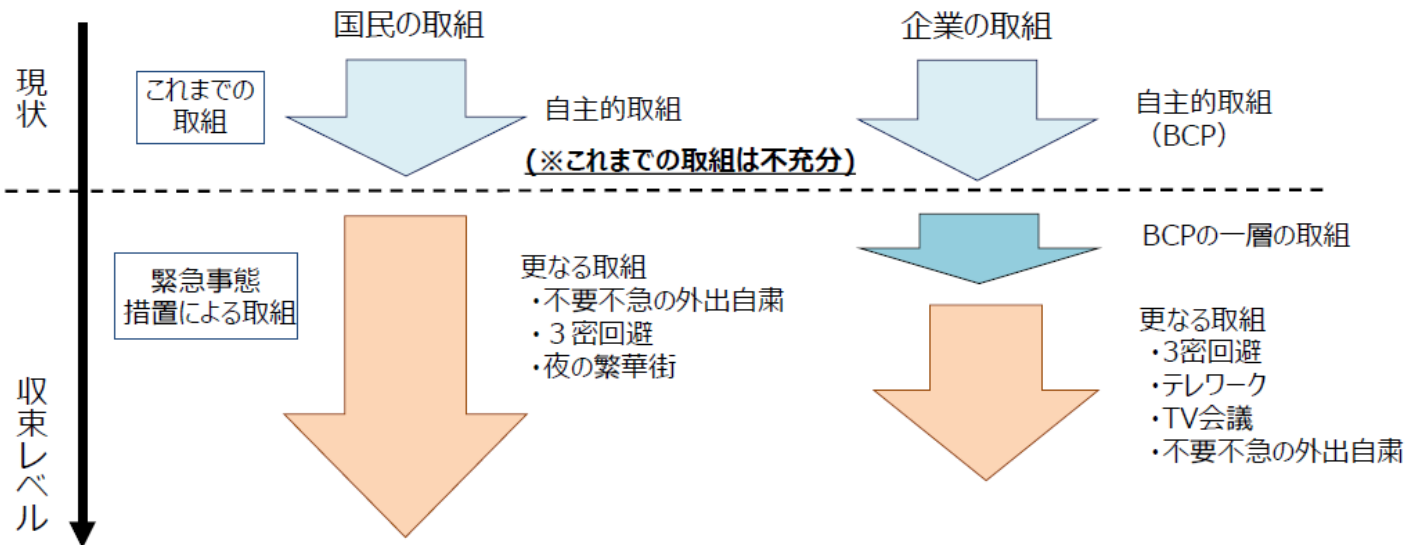 国民の取組
企業の取組
現状
これまでの
取組
自主的取組
(※これまでの取組は不充分)
自主的取組
（BCP）
緊急事態
措置による取組
更なる取組
・不要不急の外出自粛
・３密回避
・夜の繁華街
BCPの一層の取組
更なる取組
・3密回避
・テレワーク
・TV会議
・不要不急の外出自粛
収束レベル